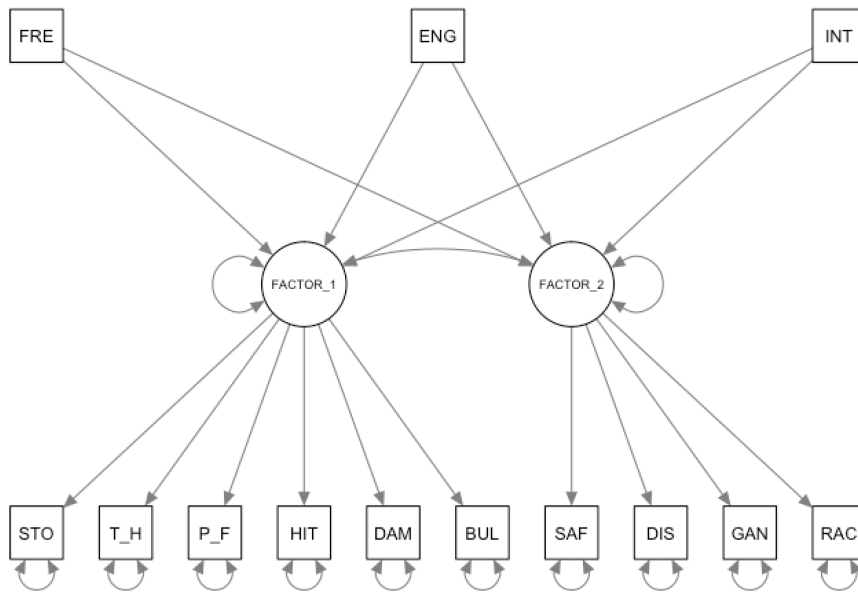 FRE ENG INT
FACTOR_1 FACTOR_2
STO T_H P_F HIT DAM BUL SAF DIS GAN RAC